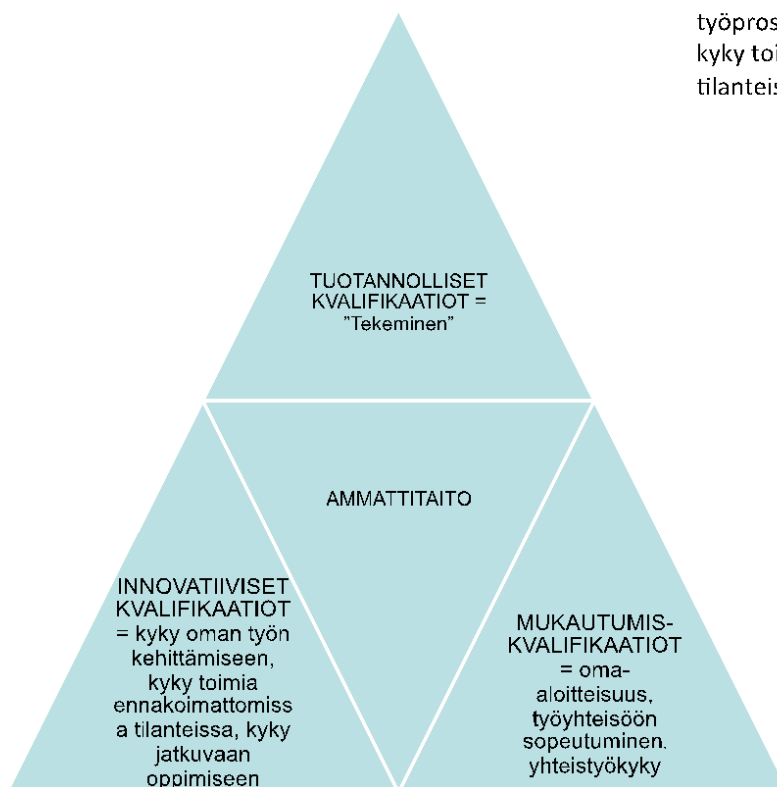 työpros
kyky toi
tilanteis
TUOTANNOLLISET
KVALIFIKAATIOT =
”Tekeminen”
AMMATTITAITO
INNOVATIIVISET
KVALIFIKAATIOT
= kyky oman työn
kehittämiseen,
kyky toimia
ennakoimattomiss
a tilanteissa, kyky
jatkuvaan
oppimiseen
MUKAUTUMIS-
KVALIFIKAATIOT
= oma-
aloitteisuus,
työyhteisöön
sopeutuminen,
yhteistyökyky